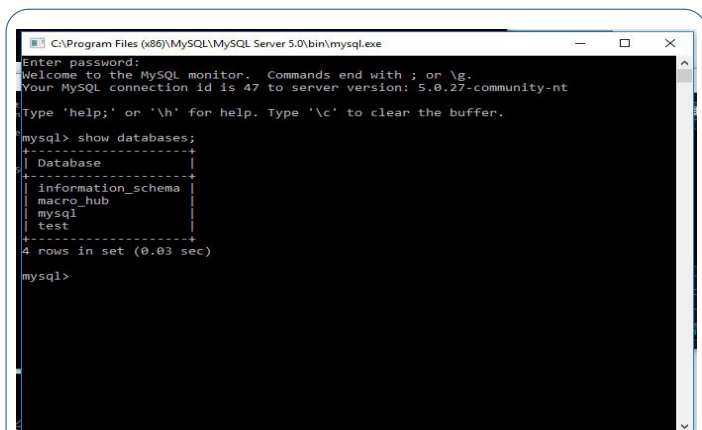 C:\Program Files (x86)\MySQL\MySQL Server 5.0\bin\mysql.exe
Enter password:
Welcome to the MySQL monitor.  Commands end with ; or \g.
Your MySQL connection id is 47 to server version: 5.0.27-community-nt
Type 'help;' or '\h' for help. Type '\c' to clear the buffer.
mysql> show databases;
+--------------------+
| Database           |
+--------------------+
| information_schema |
| macro_hub          |
| mysql              |
| test               |
+--------------------+
4 rows in set (0.03 sec)
mysql>